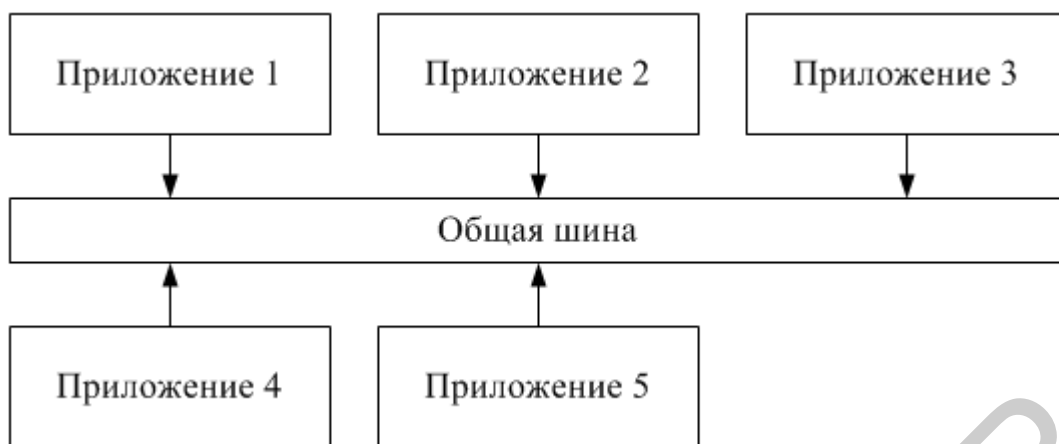 Приложение 1
Приложение 2
Приложение 3
Общая шина
Приложение 4
Приложение 5